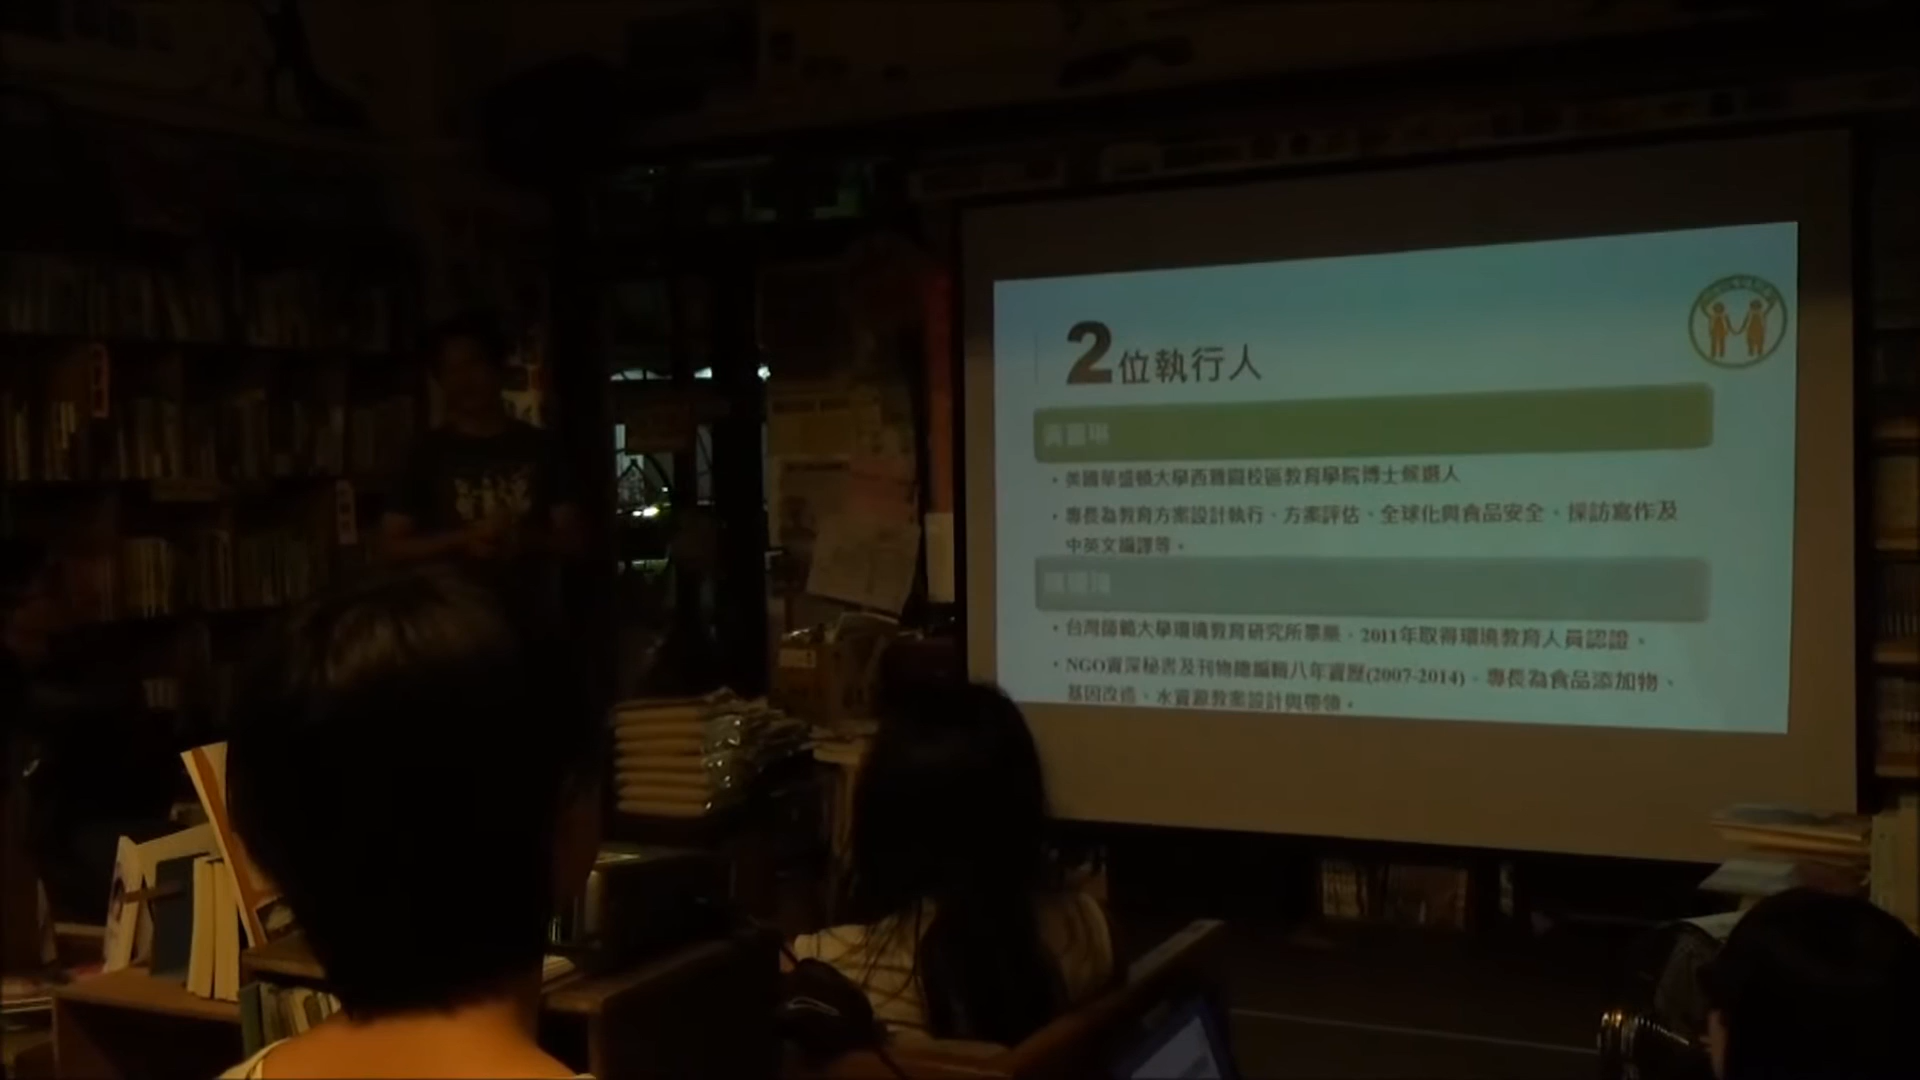 2位執行人
美國華盛頓大學西雅圖校區教育學院博士候選人
專長為教育方案設計執行、方案評估、全球化與食品安全、採訪寫作及
中英文編譯等。
台灣師範大學環境教育研究所畢業，2011年取得環境教育人員認證。
NGO資深秘書及刊物總編輯八年資歷(2007-2014)，專長為食品添加物、
基因改造、水資源教案設計與帶領。